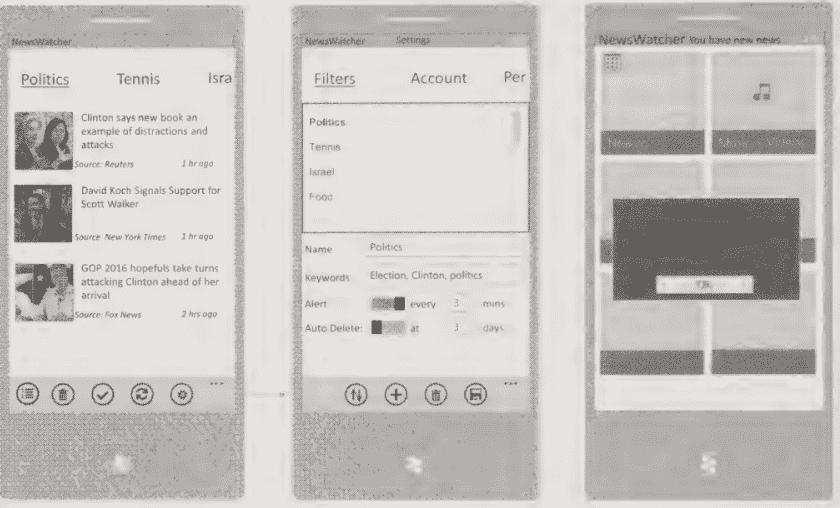 NewsWatcher
Politics Tennis Isra
Clinton says new book an
example of distractions and
attacks
Source: Reuters 1 hr ago
David Koch Signals Support for
Scott Walker
Source: New York Times 1 hr ago
GOP 2016 hopefuls take turns
attacking Clinton ahead of her
arrival
Source: Fox News 2 hrs ago
...
NewsWatcher Settings
Filters Account Per
Politics
Tennis
Israel
Food
Name Politics
Keywords Election, Clinton, politics
Alert every 3 mins
Auto Delete: at 3 days
...
NewsWatcher You have new news
Music + Videos